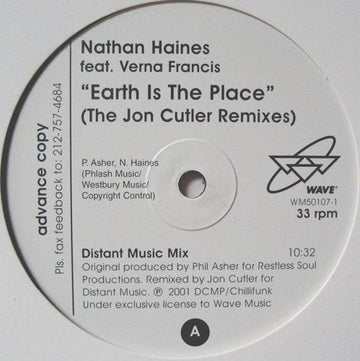 Nathan Haines
feat. Verna Francis
"Earth Is The Place"
(The Jon Cutler Remixes)
advance copy
Pls. fax feedback to: 212-757-4684
P. Asher, N. Haines
(Phlash Music/
Westbury Music/
Copyright Control)
WAVE®
WM50107-1
33 rpm
Distant Music Mix 10:32
Original produced by Phil Asher for Restless Soul
Productions. Remixed by Jon Cutler for
Distant Music. ℗ 2001 DCMP/Chillifunk
Under exclusive license to Wave Music
A